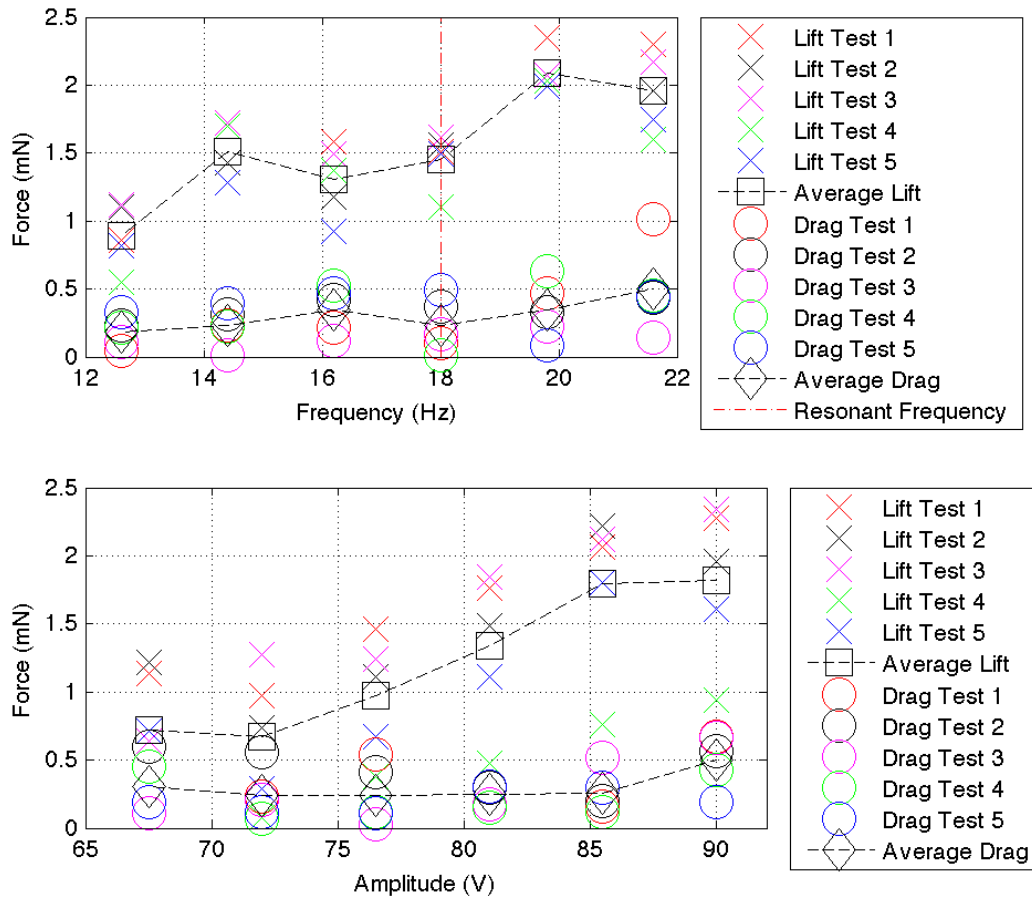 2.5
2
1.5
1
0.5
0
Force (mN)
12
14
16
18
20
22
Frequency (Hz)
Lift Test 1
Lift Test 2
Lift Test 3
Lift Test 4
Lift Test 5
Average Lift
Drag Test 1
Drag Test 2
Drag Test 3
Drag Test 4
Drag Test 5
Average Drag
Resonant Frequency
2.5
2
1.5
1
0.5
0
Force (mN)
65
70
75
80
85
90
Amplitude (V)
Lift Test 1
Lift Test 2
Lift Test 3
Lift Test 4
Lift Test 5
Average Lift
Drag Test 1
Drag Test 2
Drag Test 3
Drag Test 4
Drag Test 5
Average Drag